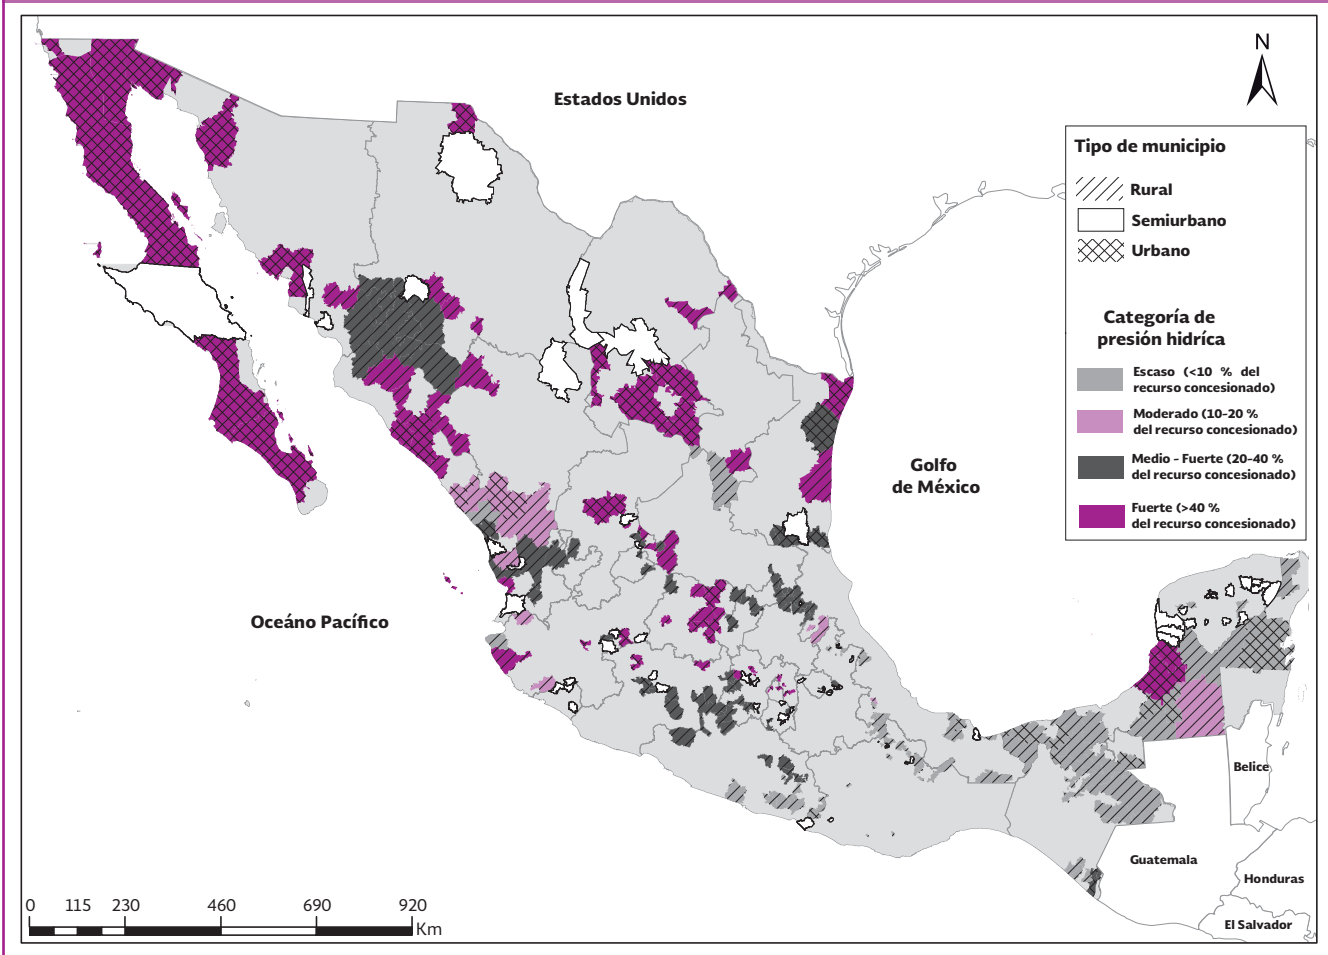 N
Estados Unidos
Tipo de municipio
Rural
Semiurbano
Urbano
Categoría de
presión hidríca
Escaso (<10 % del
recurso concesionado)
Moderado (10-20 %
del recurso concesionado)
Medio - Fuerte (20-40 %
del recurso concesionado)
Fuerte (>40 %
del recurso concesionado)
Golfo
de México
Océano Pacífico
Belice
Guatemala
Honduras
El Salvador
0 115 230 460 690 920
Km